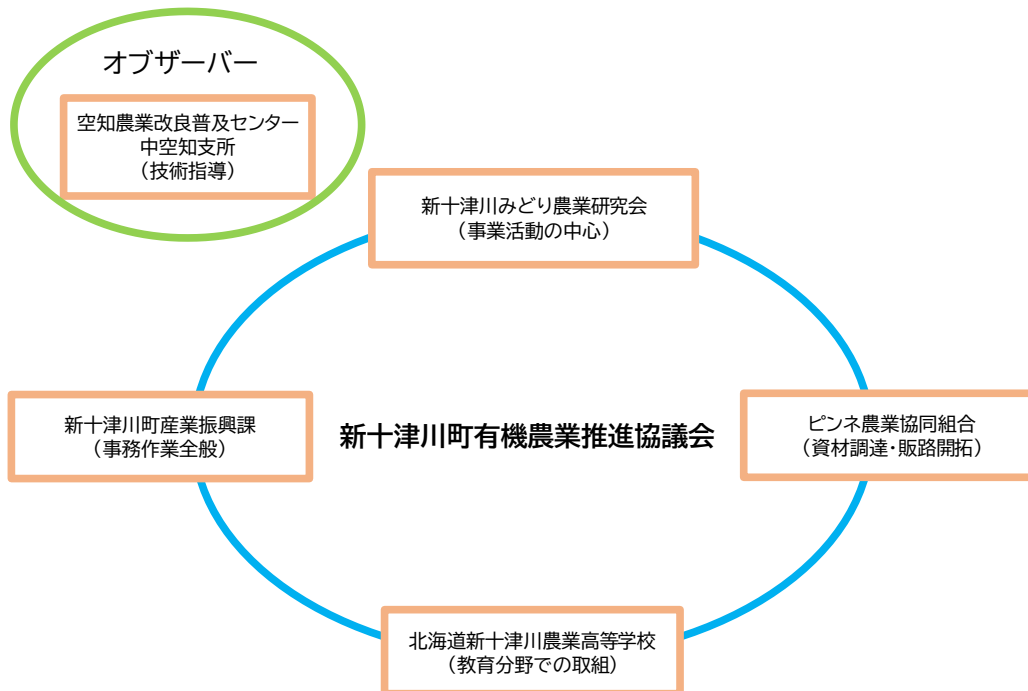 オブザーバー
空知農業改良普及センター
中空知支所
（技術指導）
新十津川みどり農業研究会
（事業活動の中心）
新十津川町産業振興課
（事務作業全般）
新十津川町有機農業推進協議会
ピンネ農業協同組合
（資材調達・販路開拓）
北海道新十津川農業高等学校
（教育分野での取組）